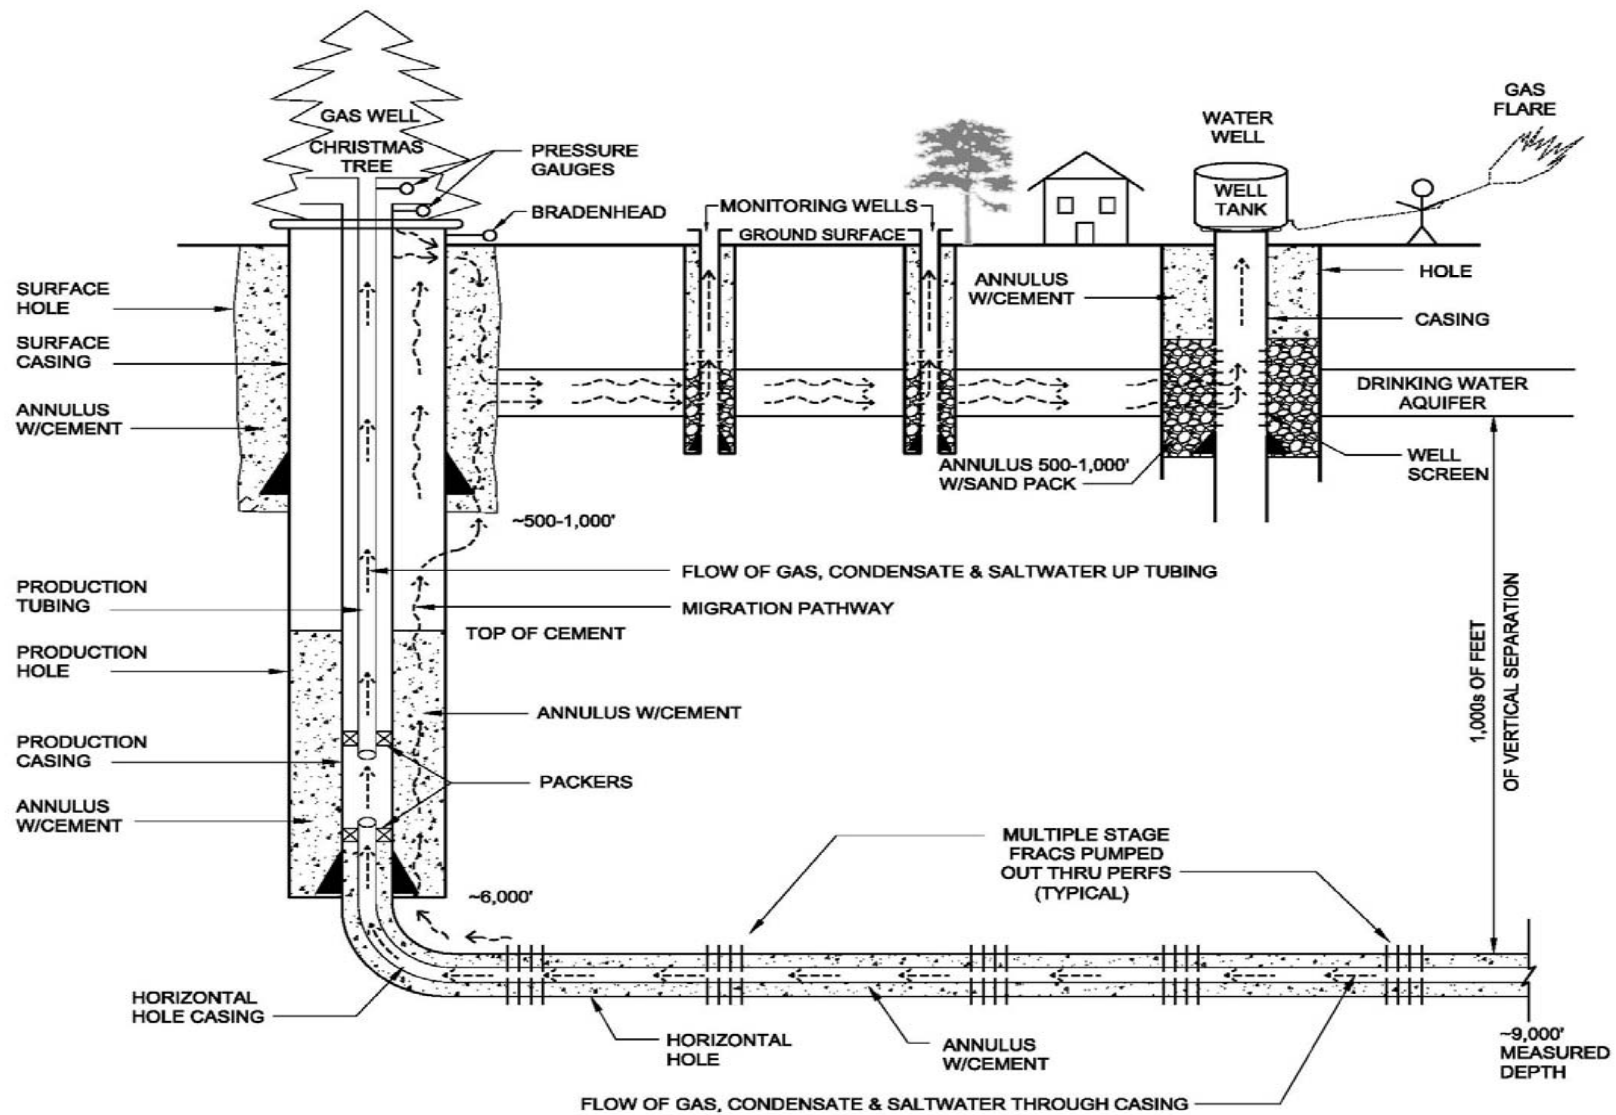 GAS WELL
CHRISTMAS
TREE
PRESSURE
GAUGES
BRADENHEAD
MONITORING WELLS
GROUND SURFACE
WATER
WELL
WELL
TANK
GAS
FLARE
SURFACE
HOLE
SURFACE
CASING
ANNULUS
W/CEMENT
ANNULUS
W/CEMENT
HOLE
CASING
DRINKING WATER
AQUIFER
ANNULUS 500-1,000'
W/SAND PACK
WELL
SCREEN
~500-1,000'
FLOW OF GAS, CONDENSATE & SALTWATER UP TUBING
MIGRATION PATHWAY
TOP OF CEMENT
PRODUCTION
TUBING
PRODUCTION
HOLE
ANNULUS W/CEMENT
PRODUCTION
CASING
PACKERS
ANNULUS
W/CEMENT
1,000s OF FEET
OF VERTICAL SEPARATION
MULTIPLE STAGE
FRACS PUMPED
OUT THRU PERFS
(TYPICAL)
~6,000'
HORIZONTAL
HOLE CASING
HORIZONTAL
HOLE
ANNULUS
W/CEMENT
~9,000'
MEASURED
DEPTH
FLOW OF GAS, CONDENSATE & SALTWATER THROUGH CASING